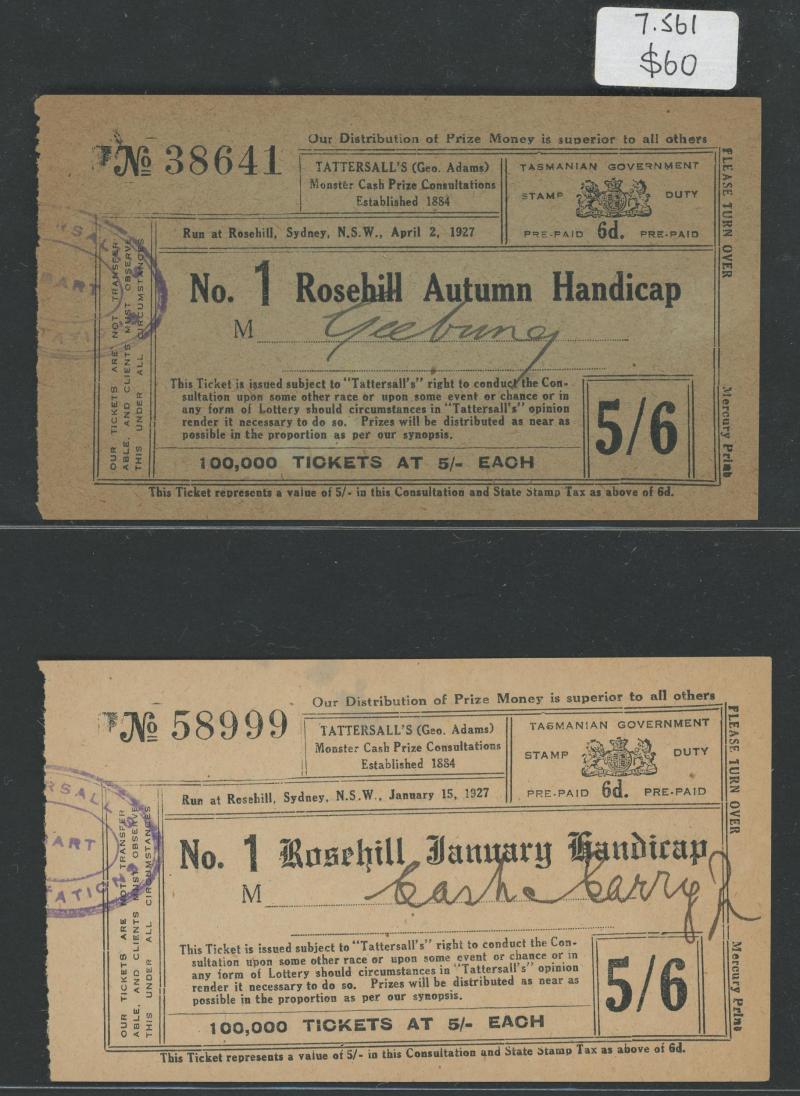 7.561
$60
Our Distribution of Prize Money is superior to all others
No 38641
TATTERSALL'S (Geo. Adams)
Monster Cash Prize Consultations
Established 1884
TASMANIAN GOVERNMENT
STAMP DUTY
PRE-PAID 6d. PRE-PAID
Run at Rosehill, Sydney, N.S.W., April 2, 1927
No. 1 Rosehill Autumn Handicap
M Geebung
This Ticket is issued subject to "Tattersall's" right to conduct the Con-
sultation upon some other race or upon some event or chance or in
any form of Lottery should circumstances in "Tattersall's" opinion
render it necessary to do so. Prizes will be distributed as near as
possible in the proportion as per our synopsis.
5/6
100,000 TICKETS AT 5/- EACH
This Ticket represents a value of 5/- in this Consultation and State Stamp Tax as above of 6d.
OUR TICKETS ARE NOT TRANSFER
ABLE, AND CLIENTS MUST OBSERVE
THIS UNDER ALL CIRCUMSTANCES
PLEASE TURN OVER
Mercury Print
Our Distribution of Prize Money is superior to all others
No 58999
TATTERSALL'S (Geo. Adams)
Monster Cash Prize Consultations
Established 1884
TASMANIAN GOVERNMENT
STAMP DUTY
PRE-PAID 6d. PRE-PAID
Run at Rosehill, Sydney, N.S.W., January 15, 1927
No. 1 Rosehill January Handicap
M Cash & Carry
This Ticket is issued subject to "Tattersall's" right to conduct the Con-
sultation upon some other race or upon some event or chance or in
any form of Lottery should circumstances in "Tattersall's" opinion
render it necessary to do so. Prizes will be distributed as near as
possible in the proportion as per our synopsis.
5/6
100,000 TICKETS AT 5/- EACH
This Ticket represents a value of 5/- in this Consultation and State Stamp Tax as above of 6d.
OUR TICKETS ARE NOT TRANSFER
ABLE, AND CLIENTS MUST OBSERVE
THIS UNDER ALL CIRCUMSTANCES
PLEASE TURN OVER
Mercury Print